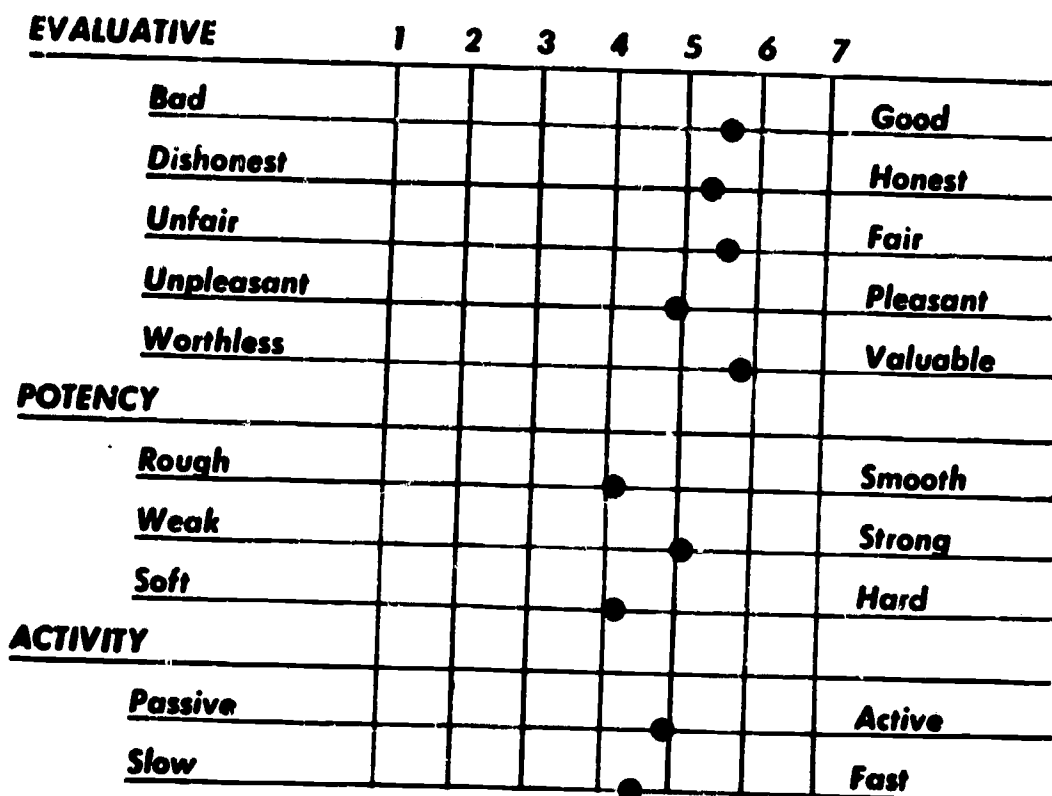 EVALUATIVE 1 2 3 4 5 6 7
Bad Good
Dishonest Honest
Unfair Fair
Unpleasant Pleasant
Worthless Valuable
POTENCY
Rough Smooth
Weak Strong
Soft Hard
ACTIVITY
Passive Active
Slow Fast